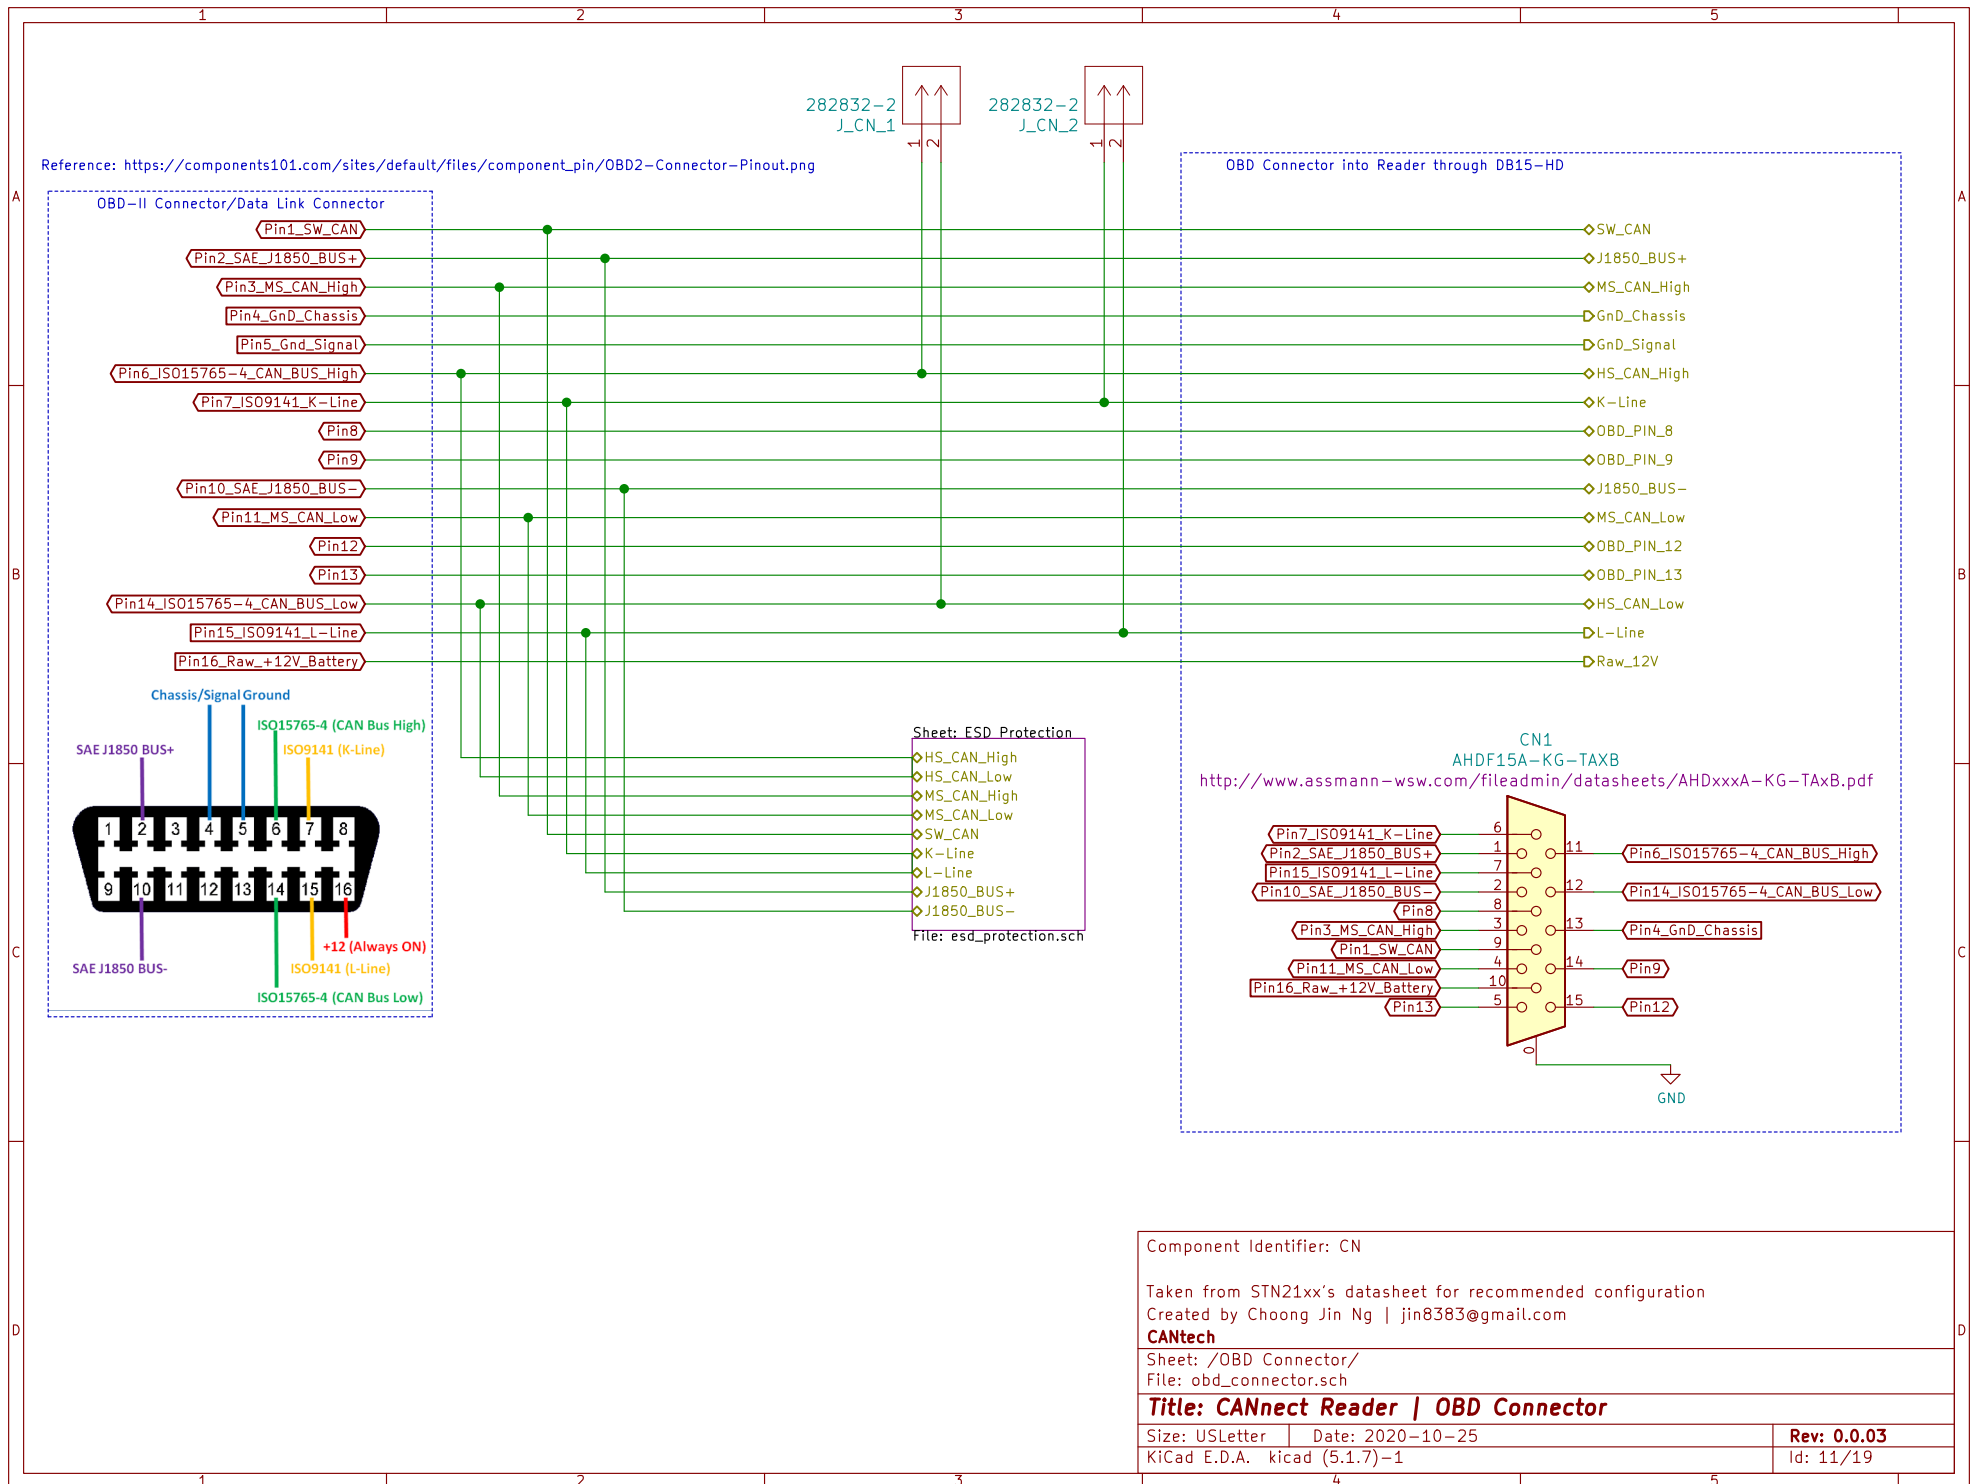 1 2 3 4 5
282832-2
J_CN_1
1 2
282832-2
J_CN_2
1 2
Reference: https://components101.com/sites/default/files/component_pin/OBD2-Connector-Pinout.png
OBD-II Connector/Data Link Connector
Pin1_SW_CAN
Pin2_SAE_J1850_BUS+
Pin3_MS_CAN_High
Pin4_GnD_Chassis
Pin5_Gnd_Signal
Pin6_ISO15765-4_CAN_BUS_High
Pin7_ISO9141_K-Line
Pin8
Pin9
Pin10_SAE_J1850_BUS-
Pin11_MS_CAN_Low
Pin12
Pin13
Pin14_ISO15765-4_CAN_BUS_Low
Pin15_ISO9141_L-Line
Pin16_Raw_+12V_Battery
Chassis/Signal Ground
ISO15765-4 (CAN Bus High)
SAE J1850 BUS+
ISO9141 (K-Line)
1 2 3 4 5 6 7 8
9 10 11 12 13 14 15 16
+12 (Always ON)
SAE J1850 BUS-
ISO9141 (L-Line)
ISO15765-4 (CAN Bus Low)
Sheet: ESD Protection
HS_CAN_High
HS_CAN_Low
MS_CAN_High
MS_CAN_Low
SW_CAN
K-Line
L-Line
J1850_BUS+
J1850_BUS-
File: esd_protection.sch
OBD Connector into Reader through DB15-HD
SW_CAN
J1850_BUS+
MS_CAN_High
GnD_Chassis
GnD_Signal
HS_CAN_High
K-Line
OBD_PIN_8
OBD_PIN_9
J1850_BUS-
MS_CAN_Low
OBD_PIN_12
OBD_PIN_13
HS_CAN_Low
L-Line
Raw_12V
CN1
AHDF15A-KG-TAXB
http://www.assmann-wsw.com/fileadmin/datasheets/AHDxxxA-KG-TAxB.pdf
Pin7_ISO9141_K-Line 6
Pin2_SAE_J1850_BUS+ 1
11 Pin6_ISO15765-4_CAN_BUS_High
Pin15_ISO9141_L-Line 7
Pin10_SAE_J1850_BUS- 2
12 Pin14_ISO15765-4_CAN_BUS_Low
Pin8 8
Pin3_MS_CAN_High 3
13 Pin4_GnD_Chassis
Pin1_SW_CAN 9
Pin11_MS_CAN_Low 4
14 Pin9
Pin16_Raw_+12V_Battery 10
Pin13 5
15 Pin12
0
GND
A A
B B
C C
D D
Component Identifier: CN
Taken from STN21xx's datasheet for recommended configuration
Created by Choong Jin Ng | jin8383@gmail.com
CANtech
Sheet: /OBD Connector/
File: obd_connector.sch
Title: CANnect Reader | OBD Connector
Size: USLetter Date: 2020-10-25 Rev: 0.0.03
KiCad E.D.A. kicad (5.1.7)-1 Id: 11/19
1 2 3 4 5